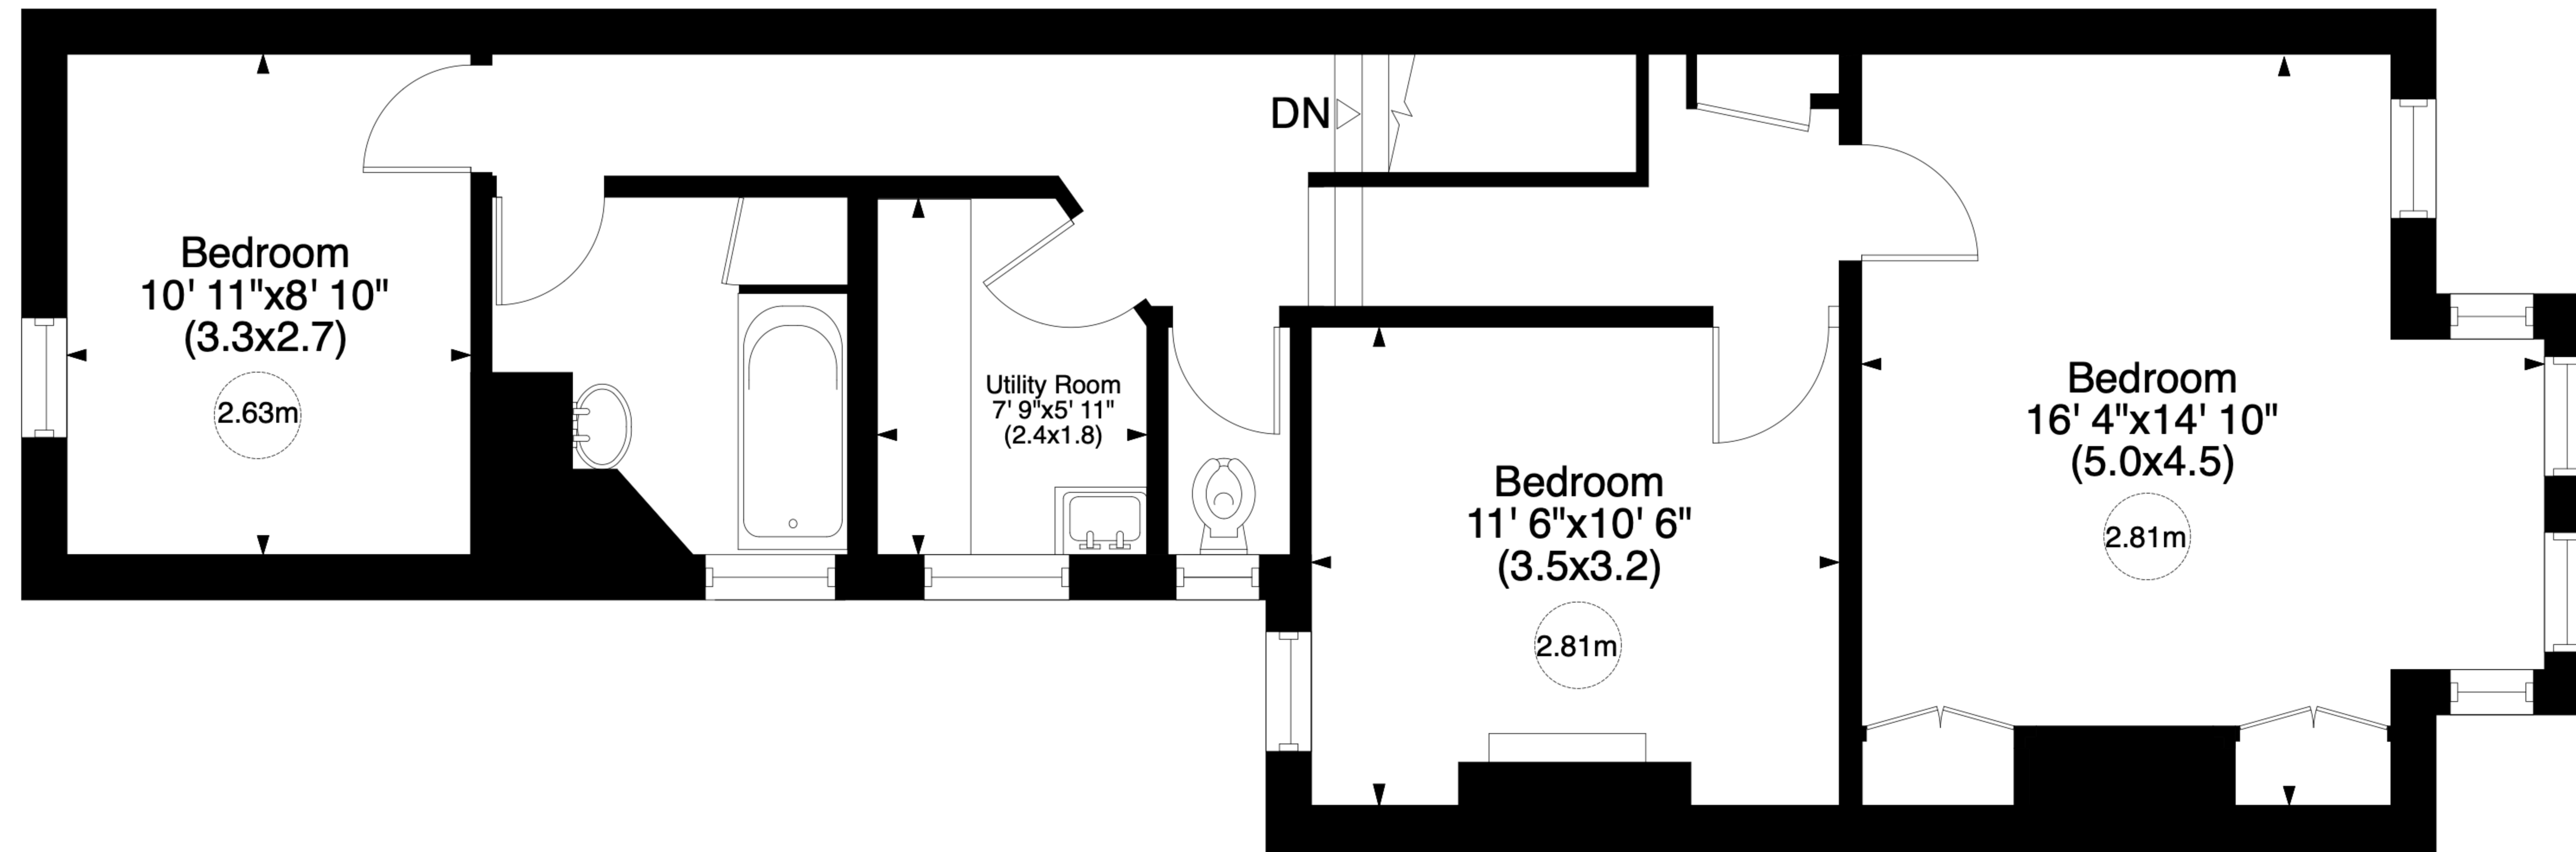 DN
Bedroom
10' 11"x8' 10"
(3.3x2.7)
2.63m
Utility Room
7' 9"x5' 11"
(2.4x1.8)
Bedroom
11' 6"x10' 6"
(3.5x3.2)
2.81m
Bedroom
16' 4"x14' 10"
(5.0x4.5)
2.81m